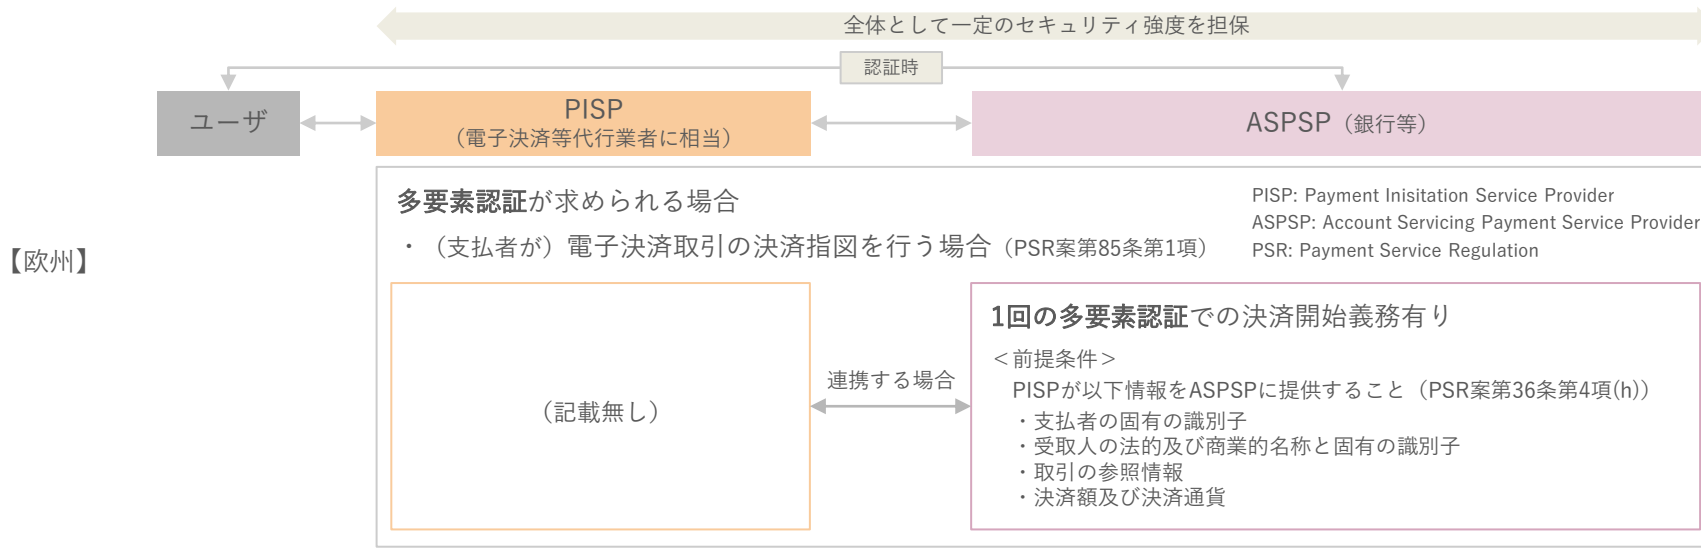 全体として一定のセキュリティ強度を担保
認証時
ユーザ
PISP
（電子決済等代行業者に相当）
ASPSP（銀行等）
【欧州】
多要素認証が求められる場合
・（支払者が）電子決済取引の決済指図を行う場合（PSR案第85条第1項）
PISP: Payment Inisitation Service Provider
ASPSP: Account Servicing Payment Service Provider
PSR: Payment Service Regulation
（記載無し）
連携する場合
1回の多要素認証での決済開始義務有り
＜前提条件＞
PISPが以下情報をASPSPに提供すること（PSR案第36条第4項(h)）
・支払者の固有の識別子
・受取人の法的及び商業的名称と固有の識別子
・取引の参照情報
・決済額及び決済通貨